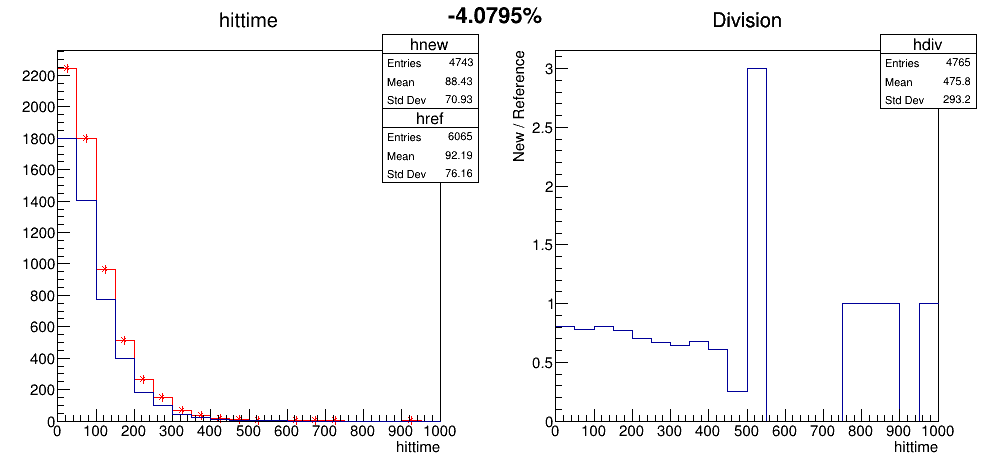 -4.0795%
hittime
hnew
Entries 4743
Mean 88.43
Std Dev 70.93
href
Entries 6065
Mean 92.19
Std Dev 76.16
2200
2000
1800
1600
1400
1200
1000
800
600
400
200
0
0 100 200 300 400 500 600 700 800 900 1000
hittime
Division
hdiv
Entries 4765
Mean 475.8
Std Dev 293.2
New / Reference
3
2.5
2
1.5
1
0.5
0
0 100 200 300 400 500 600 700 800 900 1000
hittime